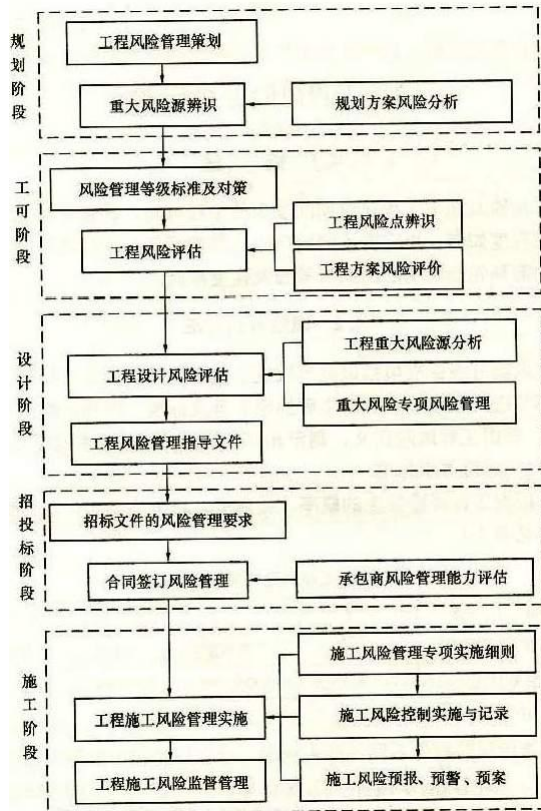 规划阶段
工程风险管理策划
重大风险源辨识
规划方案风险分析
工可阶段
风险管理等级标准及对策
工程风险点辨识
工程风险评估
工程方案风险评价
设计阶段
工程重大风险源分析
工程设计风险评估
重大风险专项风险管理
工程风险管理指导文件
招投标阶段
招标文件的风险管理要求
合同签订风险管理
承包商风险管理能力评估
施工阶段
施工风险管理专项实施细则
工程施工风险管理实施
施工风险控制实施与记录
工程施工风险监督管理
施工风险预报、预警、预案